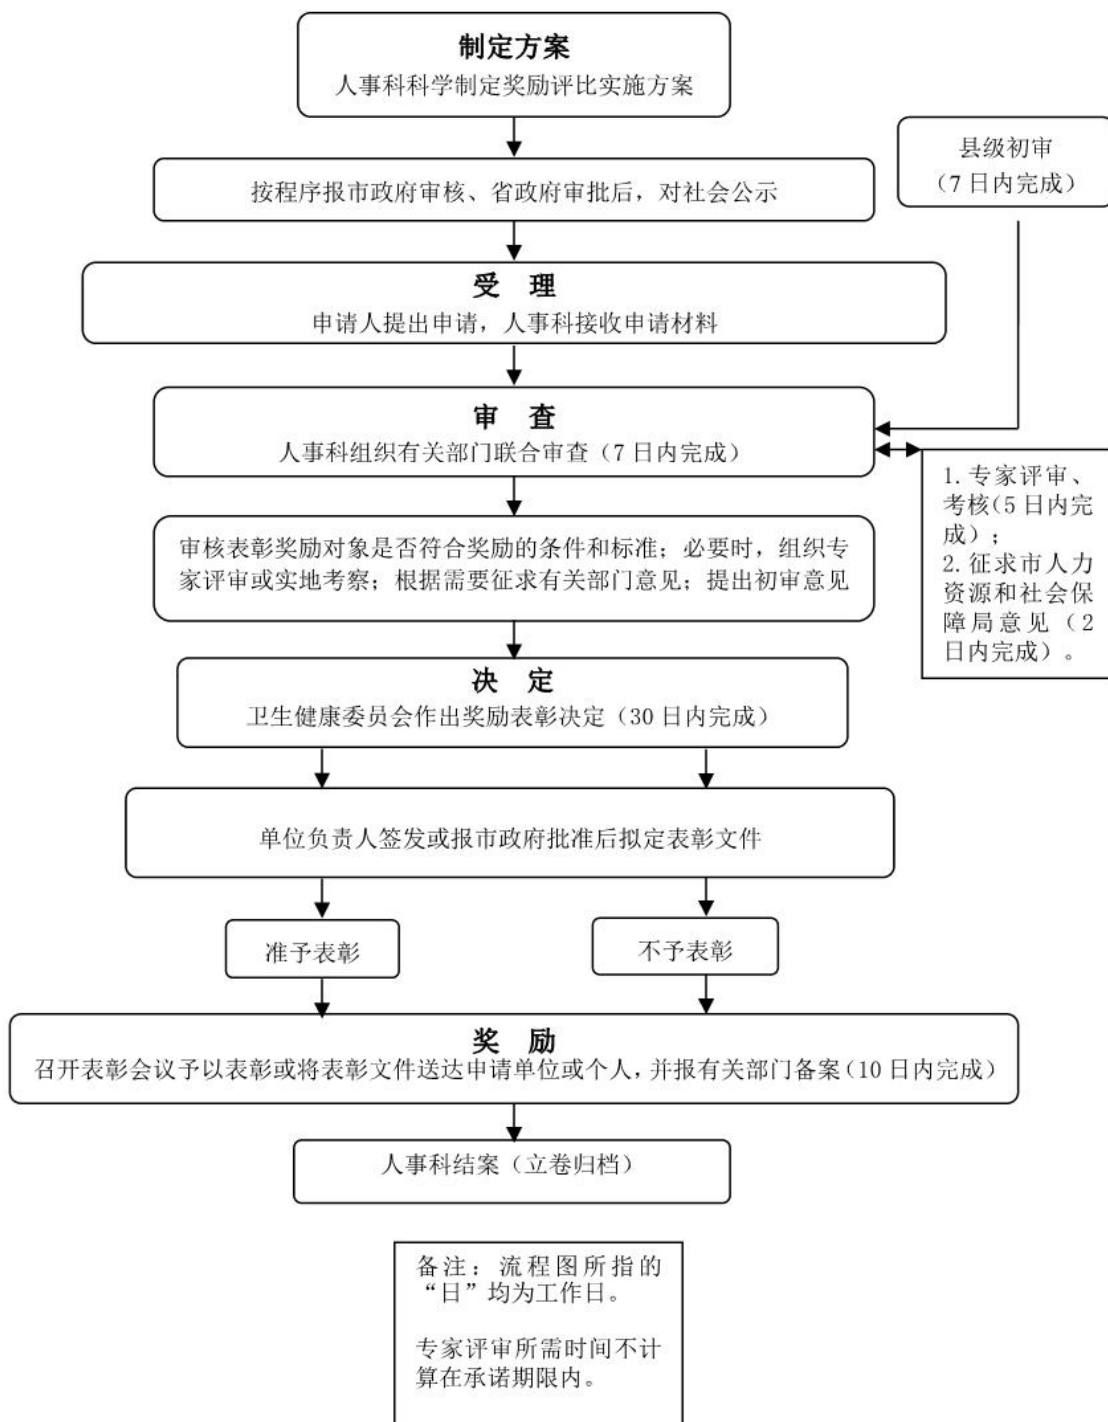 制定方案
人事科科学制定奖励评比实施方案
县级初审
（7 日内完成）
按程序报市政府审核、省政府审批后，对社会公示
受 理
申请人提出申请，人事科接收申请材料
审 查
人事科组织有关部门联合审查（7 日内完成）
1. 专家评审、
考核（5 日内完
成）；
2. 征求市人力
资源和社会保
障局意见（2
日内完成）。
审核表彰奖励对象是否符合奖励的条件和标准；必要时，组织专
家评审或实地考察；根据需要征求有关部门意见；提出初审意见
决 定
卫生健康委员会作出奖励表彰决定（30 日内完成）
单位负责人签发或报市政府批准后拟定表彰文件
准予表彰
不予表彰
奖 励
召开表彰会议予以表彰或将表彰文件送达申请单位或个人，并报有关部门备案（10 日内完成）
人事科结案（立卷归档）
备注：流程图所指的
“日”均为工作日。
专家评审所需时间不计
算在承诺期限内。